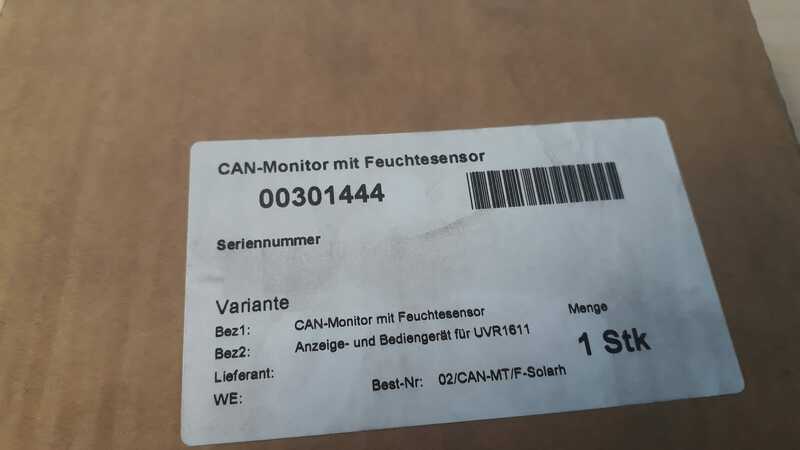 CAN-Monitor mit Feuchtesensor
00301444
Seriennummer
Variante
Bez1: CAN-Monitor mit Feuchtesensor
Menge
Bez2: Anzeige- und Bediengerät für UVR1611
1 Stk
Lieferant:
Best-Nr: 02/CAN-MT/F-Solarh
WE: